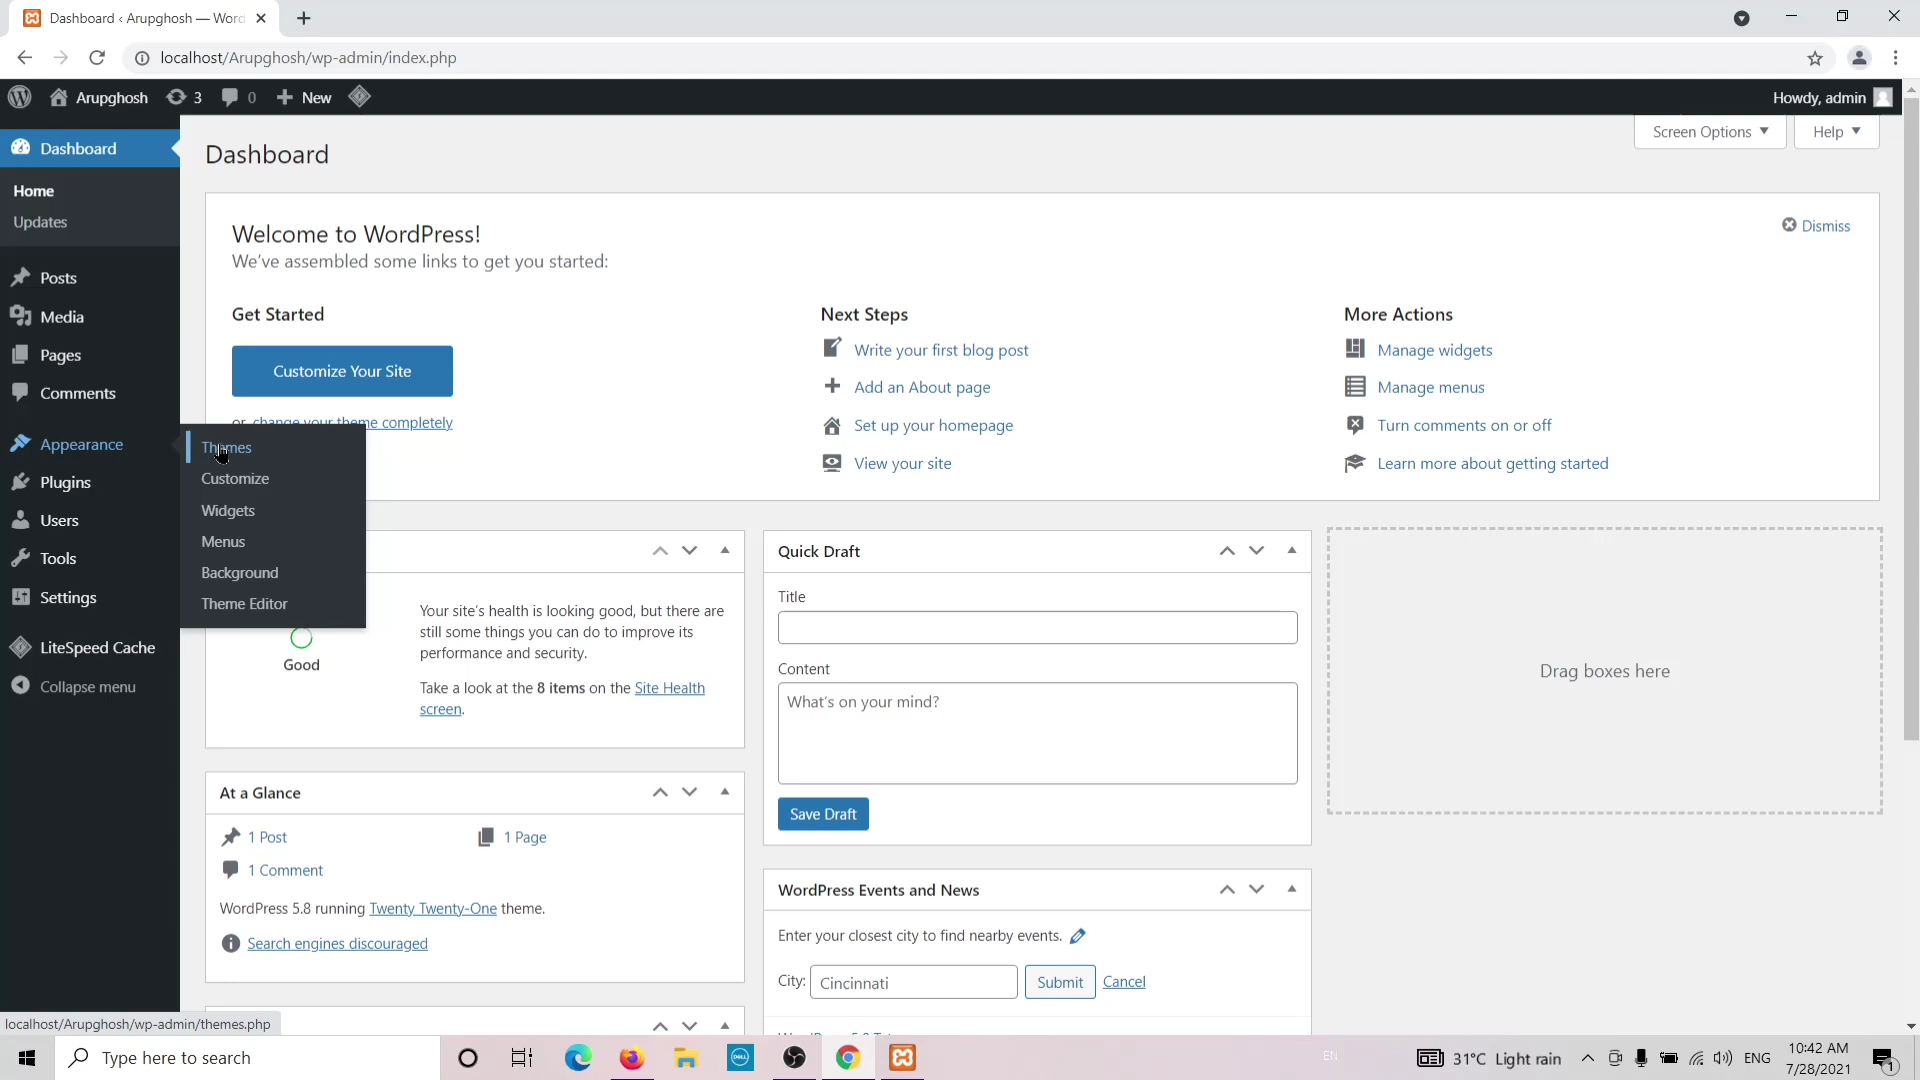 Dashboard ‹ Arupghosh — Word
localhost/Arupghosh/wp-admin/index.php
Arupghosh 3 0 New
Howdy, admin
Screen Options Help
Dashboard
Home
Updates
Posts
Media
Pages
Comments
Appearance
Plugins
Users
Tools
Settings
LiteSpeed Cache
Collapse menu
Themes
Customize
Widgets
Menus
Background
Theme Editor
Dashboard
Welcome to WordPress!
We've assembled some links to get you started:
Dismiss
Get Started
Customize Your Site
or change your theme completely
Next Steps
Write your first blog post
Add an About page
Set up your homepage
View your site
More Actions
Manage widgets
Manage menus
Turn comments on or off
Learn more about getting started
Good
Your site's health is looking good, but there are
still some things you can do to improve its
performance and security.
Take a look at the 8 items on the Site Health
screen.
At a Glance
1 Post
1 Page
1 Comment
WordPress 5.8 running Twenty Twenty-One theme.
Search engines discouraged
Quick Draft
Title
Content
What's on your mind?
Save Draft
WordPress Events and News
Enter your closest city to find nearby events.
City: Cincinnati Submit Cancel
Drag boxes here
localhost/Arupghosh/wp-admin/themes.php
Type here to search
DELL
EN
31°C Light rain
ENG
10:42 AM
7/28/2021
1